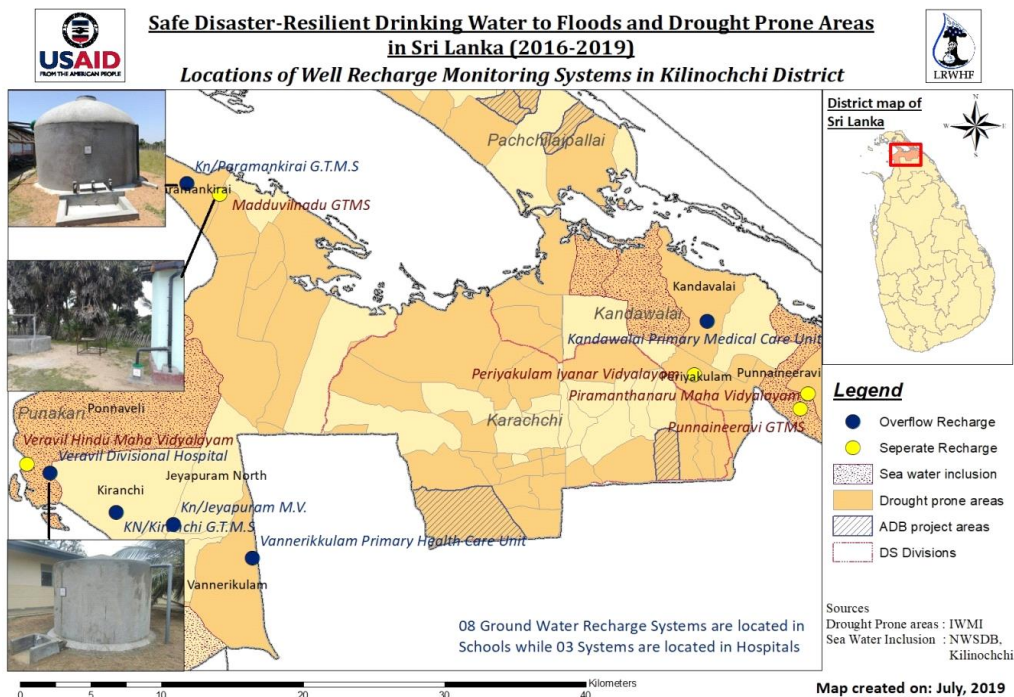 USAID
FROM THE AMERICAN PEOPLE
Safe Disaster-Resilient Drinking Water to Floods and Drought Prone Areas
in Sri Lanka (2016-2019)
Locations of Well Recharge Monitoring Systems in Kilinochchi District
LRWHF
Pachchilaipallai
Kn/Paramankirai G.T.M.S
ramankirai
Madduvilnadu GTMS
Kandavalai
Kandawalai
Kandawalai Primary Medical Care Unit
Periyakulam Iyanar Vidyalayam
Periyakulam
Punnaineeravi
Piramanthanaru Maha Vidyalayam
Karachchi
Punnaineeravi GTMS
Ponnaveli
Punakari
Veravil Hindu Maha Vidyalayam
Veravil Divisional Hospital
Jeyapuram North
Kiranchi
Kn/Jeyapuram M.V.
KN/Kiranchi G.T.M.S
Vannerikkulam Primary Health Care Unit
Vannerikulam
08 Ground Water Recharge Systems are located in
Schools while 03 Systems are located in Hospitals
District map of
Sri Lanka
N
W E
S
Legend
Overflow Recharge
Seperate Recharge
Sea water inclusion
Drought prone areas
ADB project areas
DS Divisions
Sources
Drought Prone areas : IWMI
Sea Water Inclusion : NWSDB,
Kilinochchi
0 5 10 20 30 40 Kilometers
Map created on: July, 2019